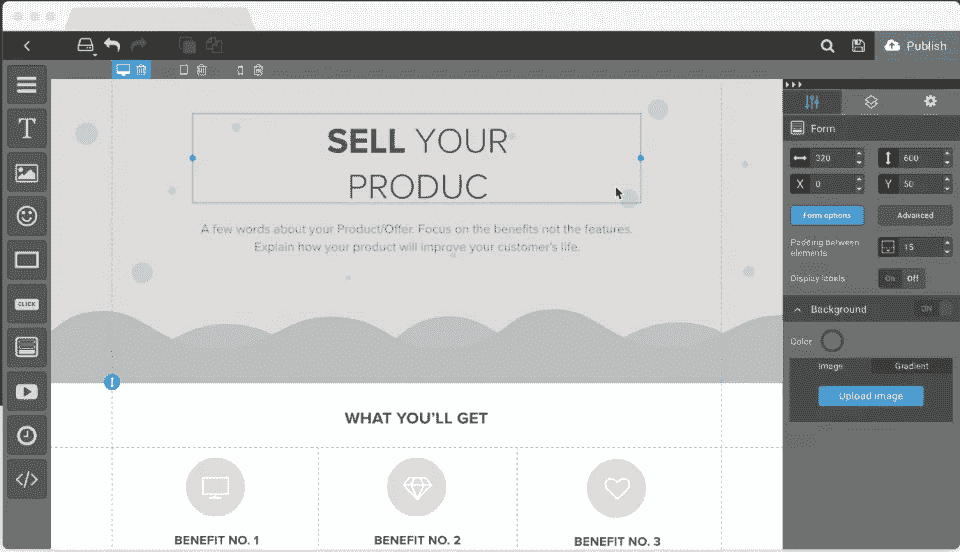 Publish
Form
320
600
X
0
Y
50
Form options
Advanced
Padding between
elements
15
Display labels
On
Off
Background
ON
Color
Image
Gradient
Upload image
T
CLICK
</>
SELL YOUR
PRODUC
A few words about your Product/Offer. Focus on the benefits not the features.
Explain how your product will improve your customer's life.
WHAT YOU'LL GET
BENEFIT NO. 1
BENEFIT NO. 2
BENEFIT NO. 3